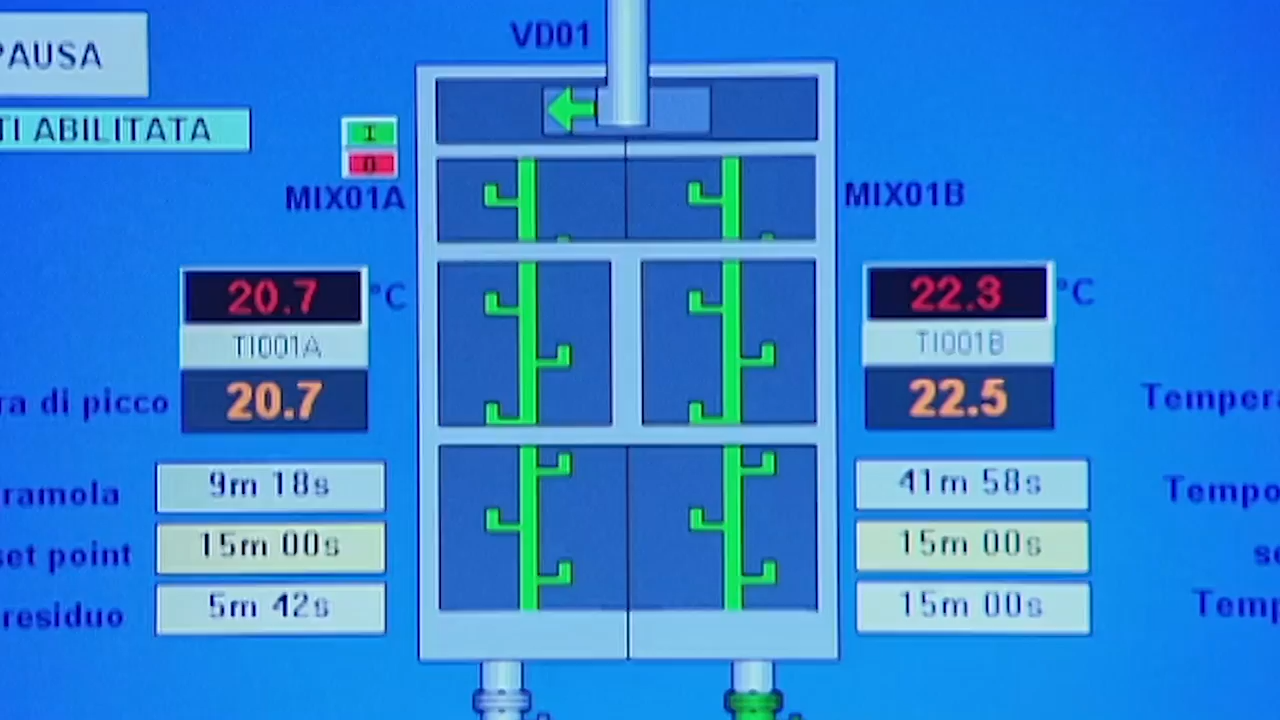 VD01
PAUSA
TI ABILITATA
I
0
MIX01A
MIX01B
20.7 °C
22.3 °C
TI001A
TI001B
ra di picco 20.7
22.5 Tempera
ramola 9m 18s
41m 58s Tempo
set point 15m 00s
15m 00s se
residuo 5m 42s
15m 00s Temp